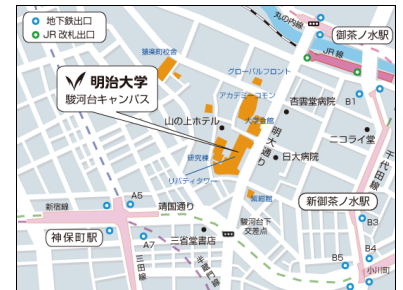 地下鉄出口
JR改札出口
丸の内線
御茶ノ水駅
JR線
猿楽町校舎
グローバルフロント
明治大学
駿河台キャンパス
アカデミーコモン
杏雲堂病院
B1
山の上ホテル
大学会館
ニコライ堂
明大通り
研究棟
日大病院
リバティタワー
千代田線
紫紺館
新御茶ノ水駅
新宿線
A5
靖国通り
駿河台下
交差点
B3
神保町駅
A7
三省堂書店
三田線
半蔵門線
B4
B5
小川町